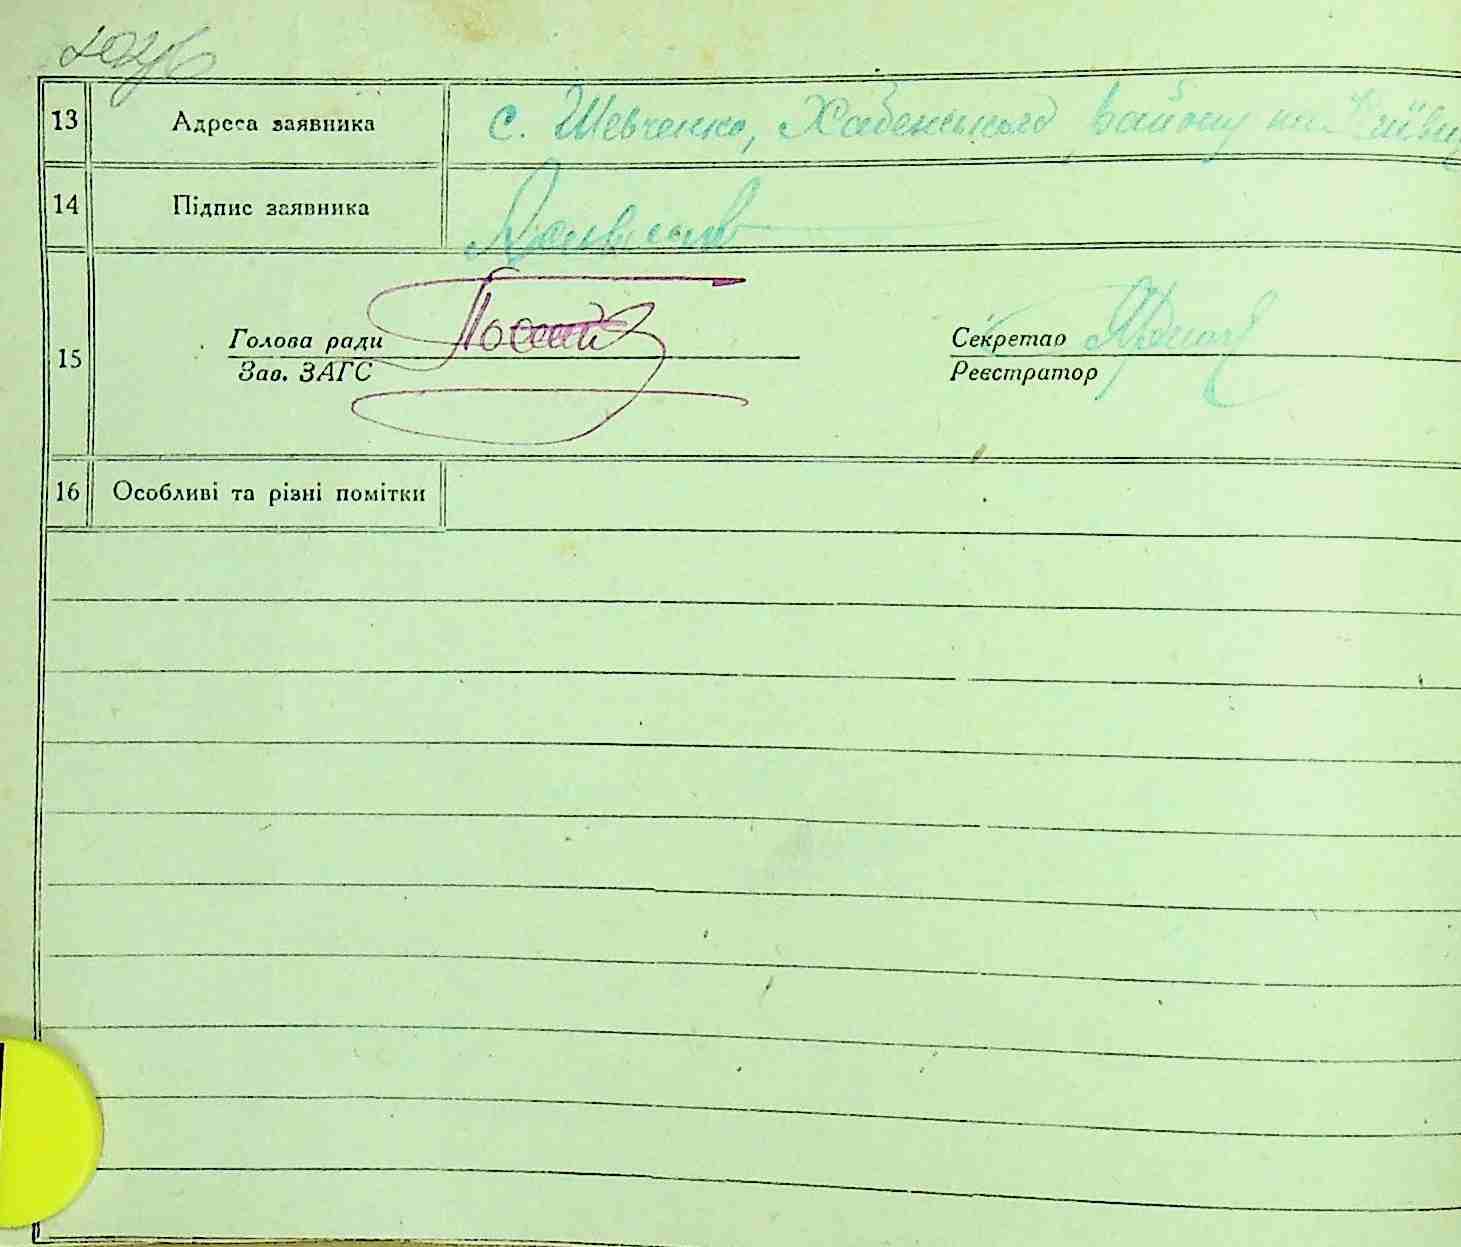 13 Адреса заявника с. Шевченко, Хабенського району на Київщ
14 Підпис заявника
15 Голова ради Секретар
Зав. ЗАГС Реєстратор
16 Особливі та різні помітки